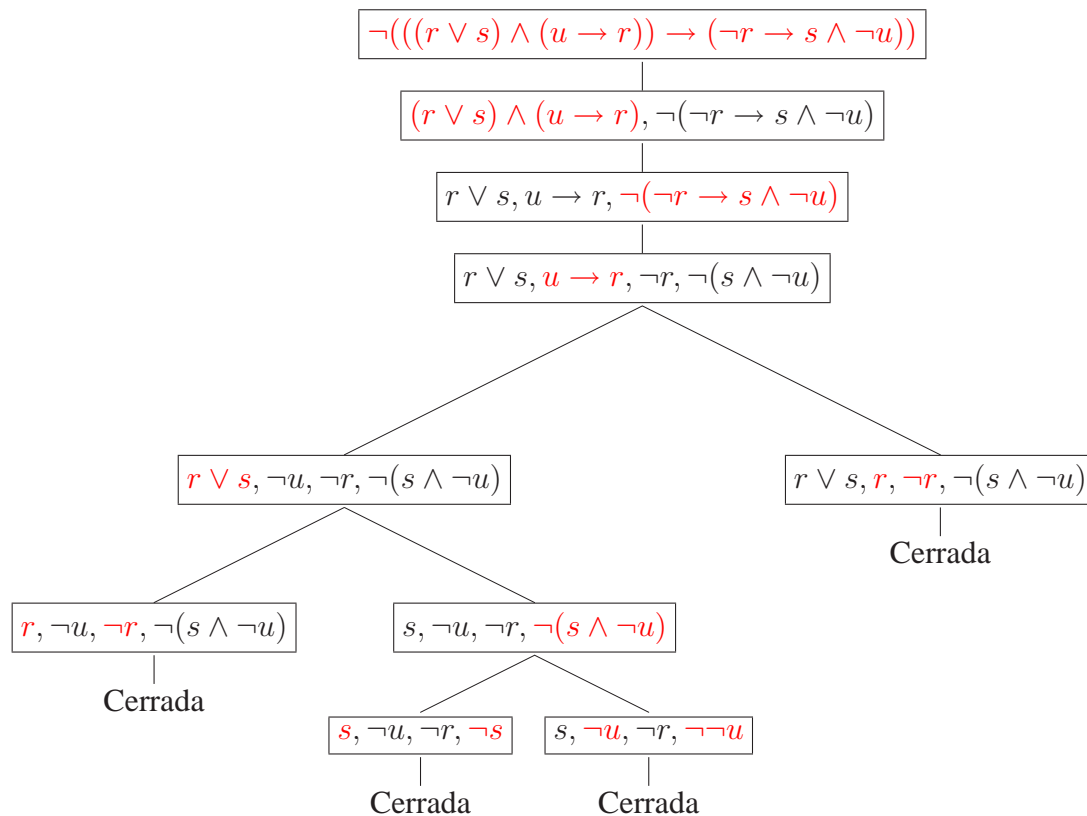 ¬(((r ∨ s) ∧ (u → r)) → (¬r → s ∧ ¬u))
(r ∨ s) ∧ (u → r), ¬(¬r → s ∧ ¬u)
r ∨ s, u → r, ¬(¬r → s ∧ ¬u)
r ∨ s, u → r, ¬r, ¬(s ∧ ¬u)
r ∨ s, ¬u, ¬r, ¬(s ∧ ¬u)
r ∨ s, r, ¬r, ¬(s ∧ ¬u)
Cerrada
r, ¬u, ¬r, ¬(s ∧ ¬u)
s, ¬u, ¬r, ¬(s ∧ ¬u)
Cerrada
s, ¬u, ¬r, ¬s
s, ¬u, ¬r, ¬¬u
Cerrada
Cerrada